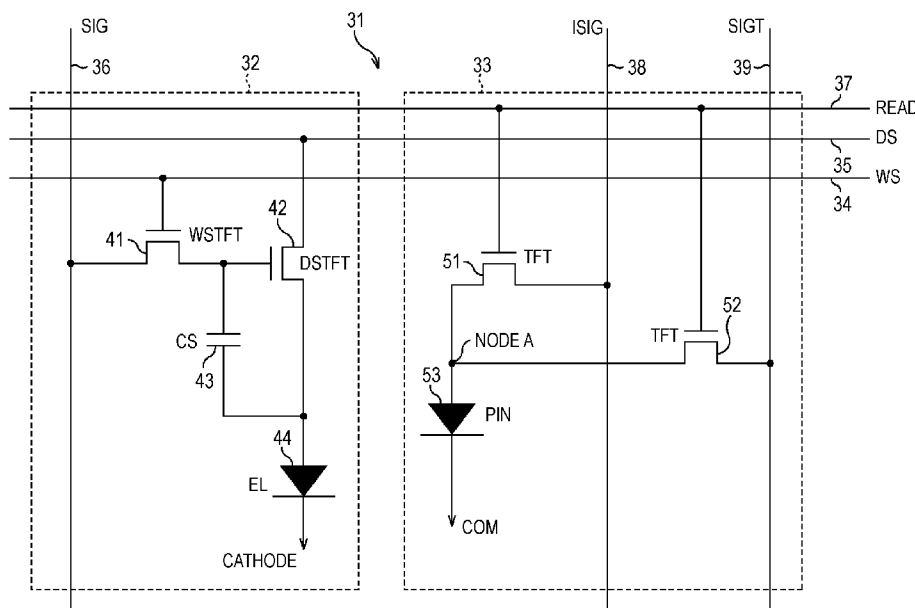 SIG
31
ISIG
SIGT
36
32
33
38
39
37
READ
DS
35
WS
34
42
WSTFT
41
DSTFT
TFT
51
52
CS
TFT
NODE A
43
53
PIN
44
EL
COM
CATHODE